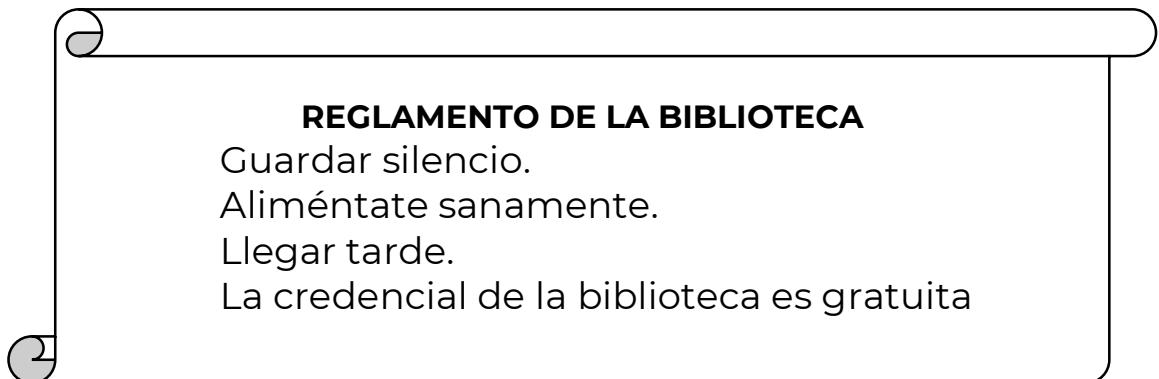 REGLAMENTO DE LA BIBLIOTECA
Guardar silencio.
Aliméntate sanamente.
Llegar tarde.
La credencial de la biblioteca es gratuita